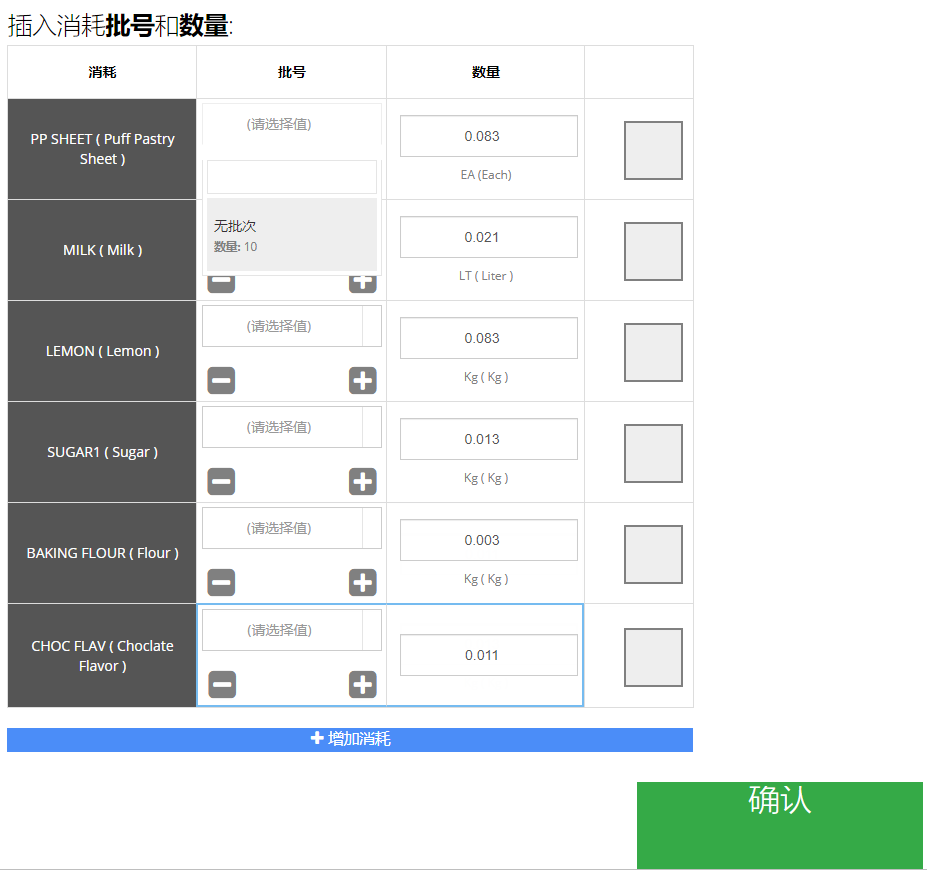 插入消耗批号和数量:
消耗 批号 数量
PP SHEET ( Puff Pastry
Sheet )
(请选择值)
0.083
EA (Each)
无批次
数量: 10
MILK ( Milk )
0.021
LT ( Liter )
LEMON ( Lemon )
(请选择值)
0.083
Kg ( Kg )
SUGAR1 ( Sugar )
(请选择值)
0.013
Kg ( Kg )
BAKING FLOUR ( Flour )
(请选择值)
0.003
Kg ( Kg )
CHOC FLAV ( Choclate
Flavor )
(请选择值)
0.011
增加消耗
确认